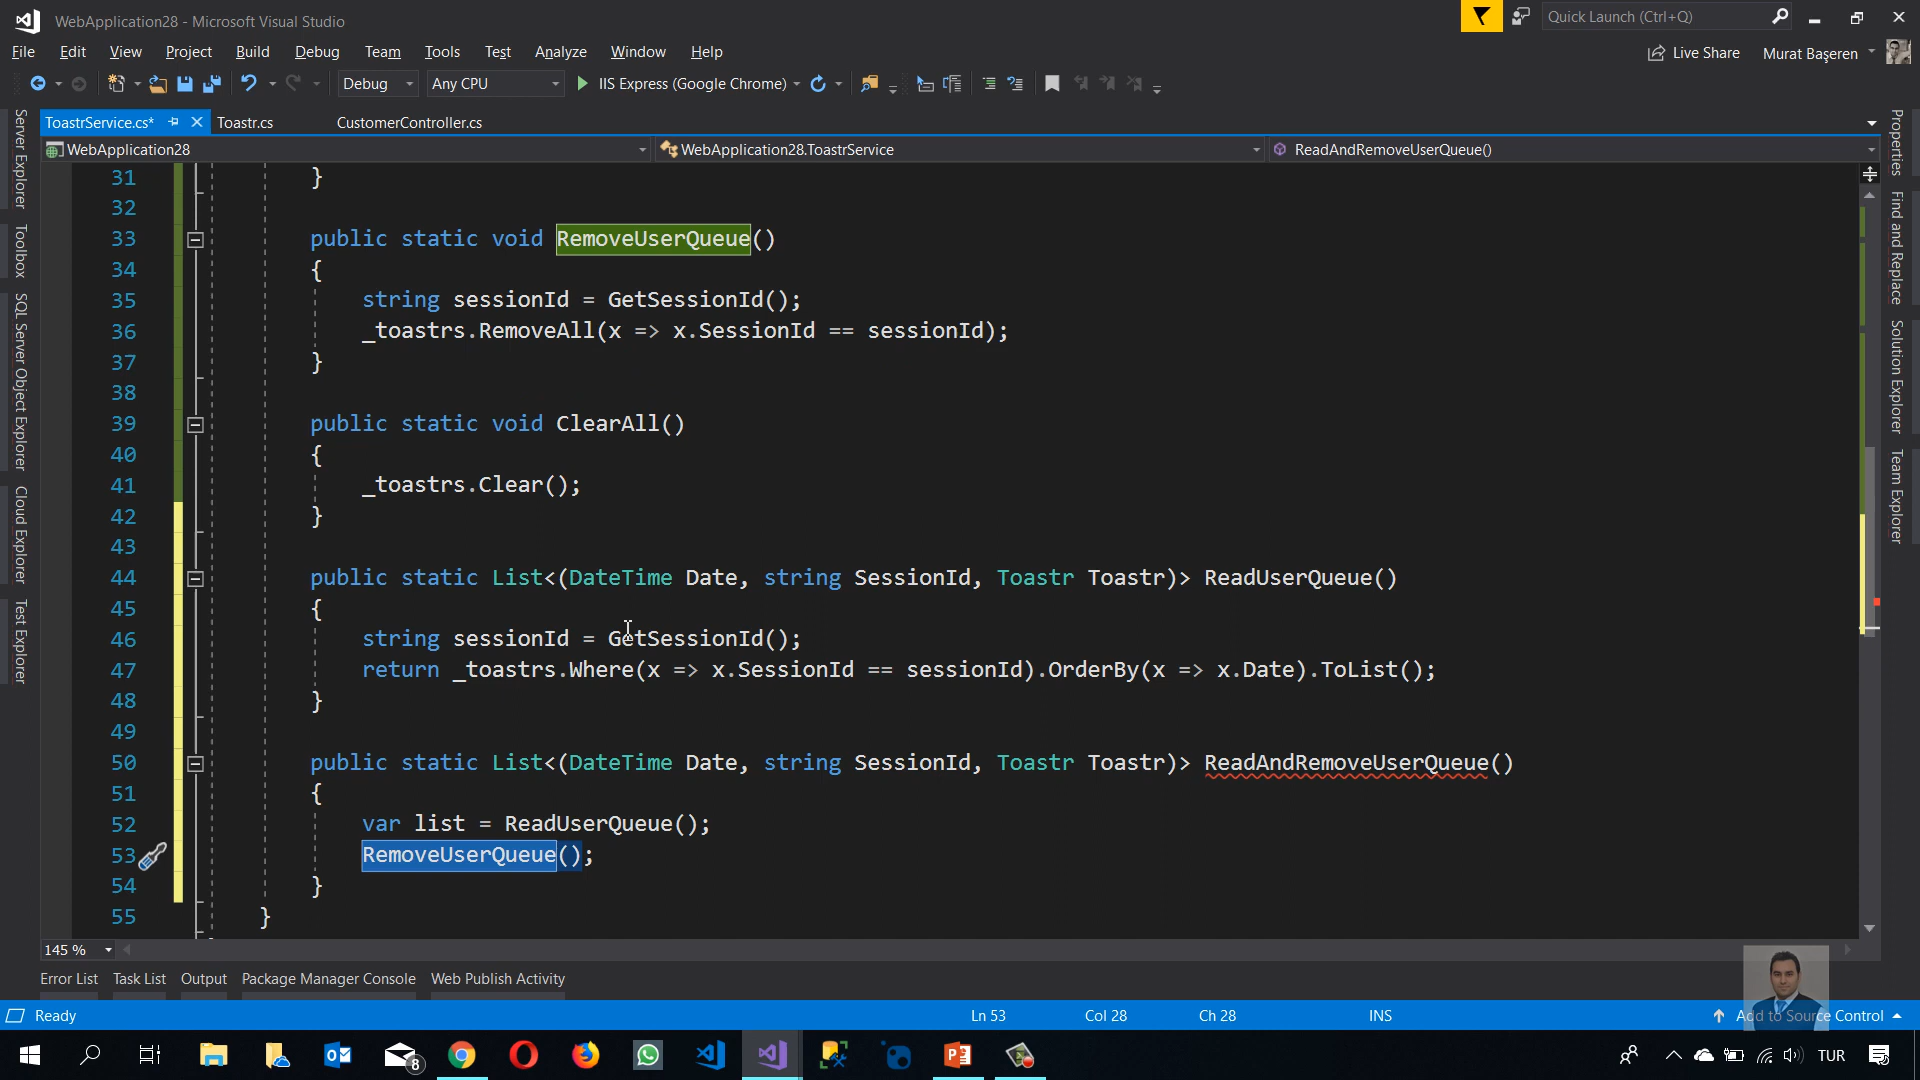 WebApplication28 - Microsoft Visual Studio
Quick Launch (Ctrl+Q)
File Edit View Project Build Debug Team Tools Test Analyze Window Help
Live Share Murat Başeren
Debug Any CPU IIS Express (Google Chrome)
ToastrService.cs* Toastr.cs CustomerController.cs
WebApplication28 WebApplication28.ToastrService ReadAndRemoveUserQueue()
Server Explorer
Toolbox
SQL Server Object Explorer
Cloud Explorer
Test Explorer
31 }
32
33 public static void RemoveUserQueue()
34 {
35 string sessionId = GetSessionId();
36 _toastrs.RemoveAll(x => x.SessionId == sessionId);
37 }
38
39 public static void ClearAll()
40 {
41 _toastrs.Clear();
42 }
43
44 public static List<(DateTime Date, string SessionId, Toastr Toastr)> ReadUserQueue()
45 {
46 string sessionId = GetSessionId();
47 return _toastrs.Where(x => x.SessionId == sessionId).OrderBy(x => x.Date).ToList();
48 }
49
50 public static List<(DateTime Date, string SessionId, Toastr Toastr)> ReadAndRemoveUserQueue()
51 {
52 var list = ReadUserQueue();
53 RemoveUserQueue();
54 }
55 }
Properties
Find and Replace
Solution Explorer
Team Explorer
145 %
Error List Task List Output Package Manager Console Web Publish Activity
Ready Ln 53 Col 28 Ch 28 INS Add to Source Control
8 TUR